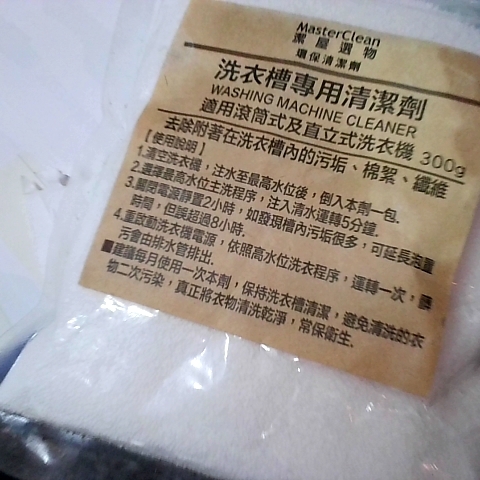 MasterClean
潔屋選物
環保清潔劑
洗衣槽專用清潔劑
WASHING MACHINE CLEANER
適用滾筒式及直立式洗衣機 300g
去除附著在洗衣槽內的污垢、棉絮、纖維
【使用說明】
1.清空洗衣機，注水至最高水位後，倒入本劑一包.
2.選擇最高水位主洗程序，注入清水運轉5分鐘.
3.關閉電源靜置2小時，如發現槽內污垢很多，可延長泡置
時間，但誤超過8小時.
4.重啟動洗衣機電源，依照高水位洗衣程序，運轉一次，髒
污會由排水管排出.
■建議每月使用一次本劑，保持洗衣槽清潔，避免清洗的衣
物二次污染，真正將衣物清洗乾淨，常保衛生.